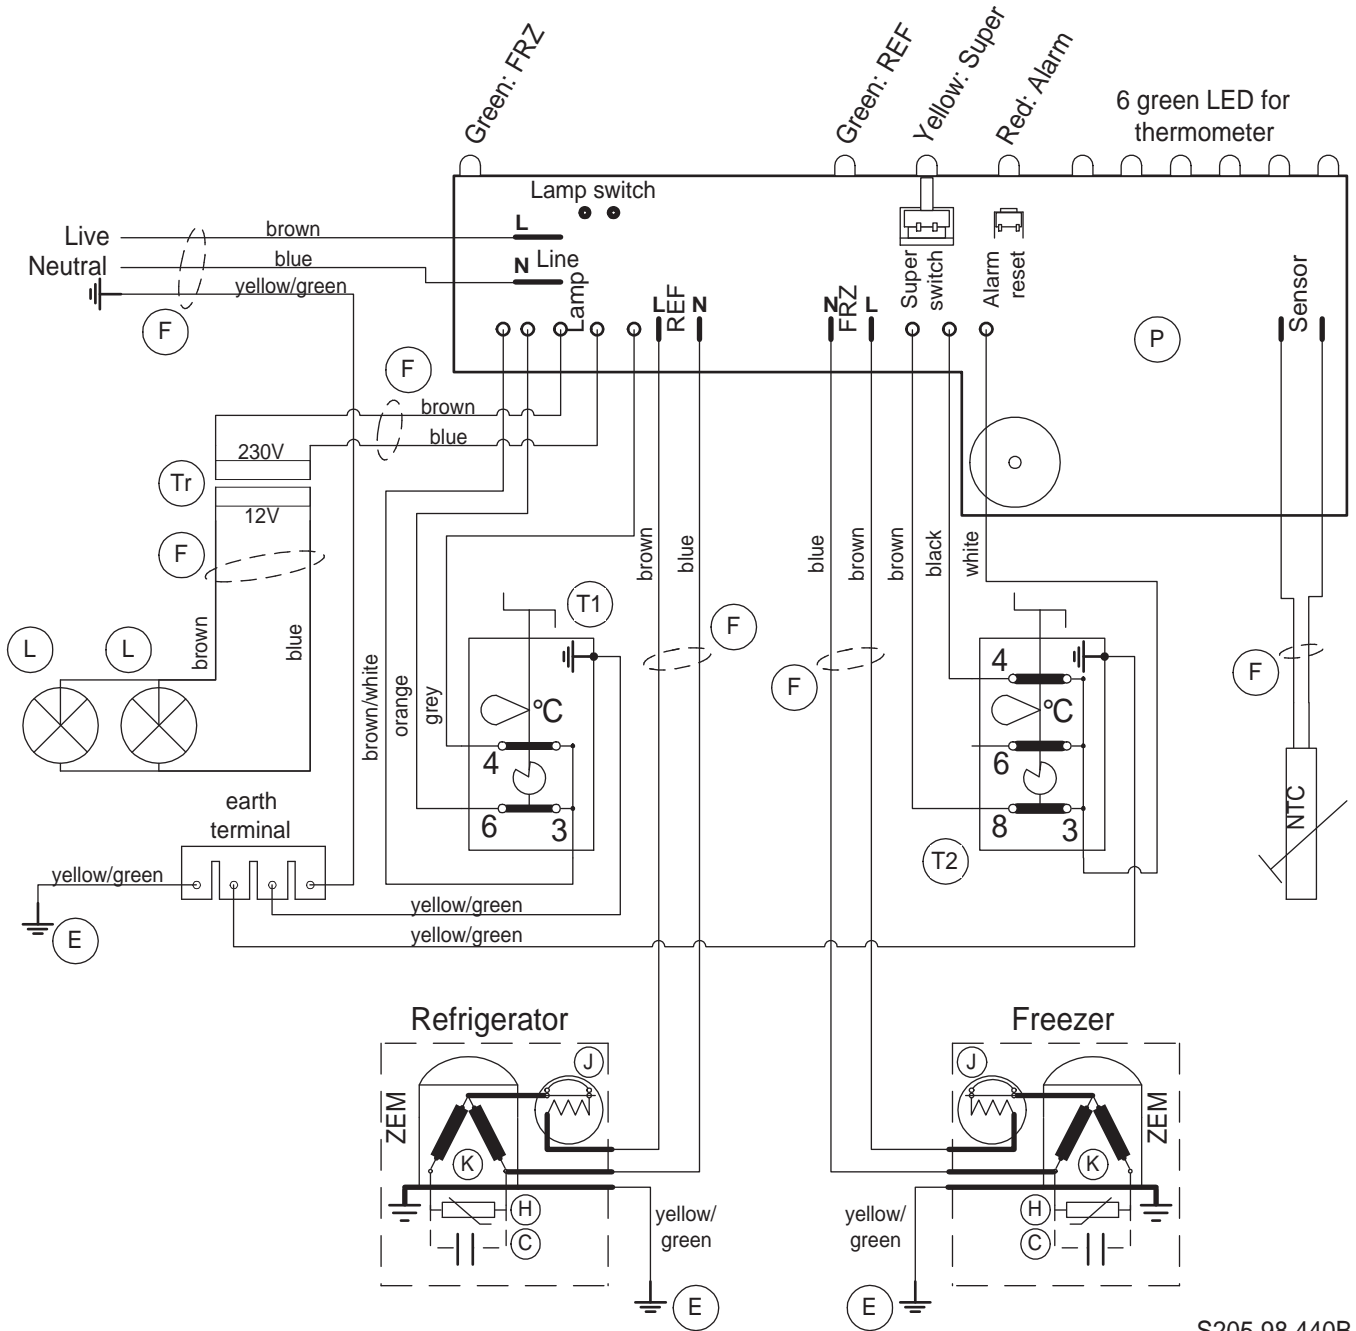 Green: FRZ
Green: REF
Yellow: Super
Red: Alarm
6 green LED for
thermometer
Lamp switch
Live
brown
L
Neutral
blue
N Line
yellow/green
Lamp
L
REF
N
N
FRZ
L
Super
switch
Alarm
reset
Sensor
F
P
F
brown
blue
230V
Tr
12V
F
brown
blue
L
L
brown/white
orange
grey
T1
brown
blue
F
blue
brown
brown
black
white
F
°C
4
6
3
4
°C
6
8
3
T2
F
NTC
earth
terminal
yellow/green
E
yellow/green
yellow/green
Refrigerator
Freezer
ZEM
J
K
H
C
yellow/
green
E
J
ZEM
K
H
C
yellow/
green
E
S205 98 440B